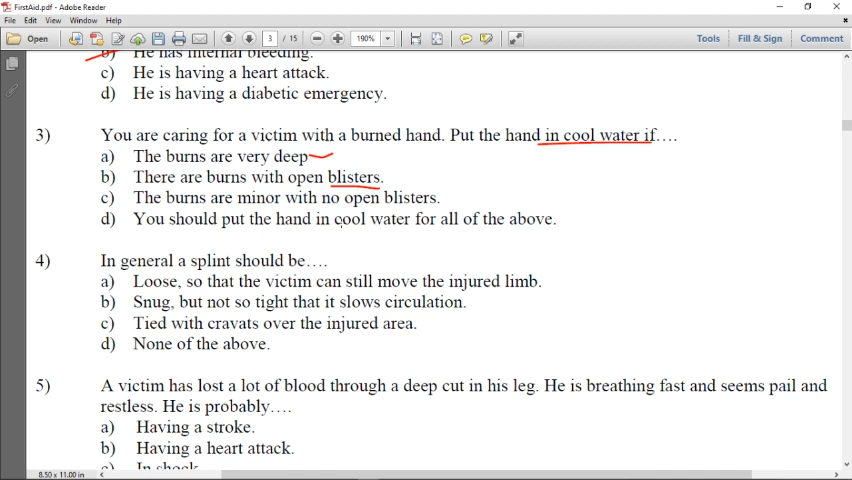 FirstAid.pdf - Adobe Reader
File Edit View Window Help
Open 3 / 15 190% Tools Fill & Sign Comment
b) He has internal bleeding.
c) He is having a heart attack.
d) He is having a diabetic emergency.
3) You are caring for a victim with a burned hand. Put the hand in cool water if….
a) The burns are very deep
b) There are burns with open blisters.
c) The burns are minor with no open blisters.
d) You should put the hand in cool water for all of the above.
4) In general a splint should be….
a) Loose, so that the victim can still move the injured limb.
b) Snug, but not so tight that it slows circulation.
c) Tied with cravats over the injured area.
d) None of the above.
5) A victim has lost a lot of blood through a deep cut in his leg. He is breathing fast and seems pail and
restless. He is probably….
a) Having a stroke.
b) Having a heart attack.
c) In shock.
8.50 x 11.00 in